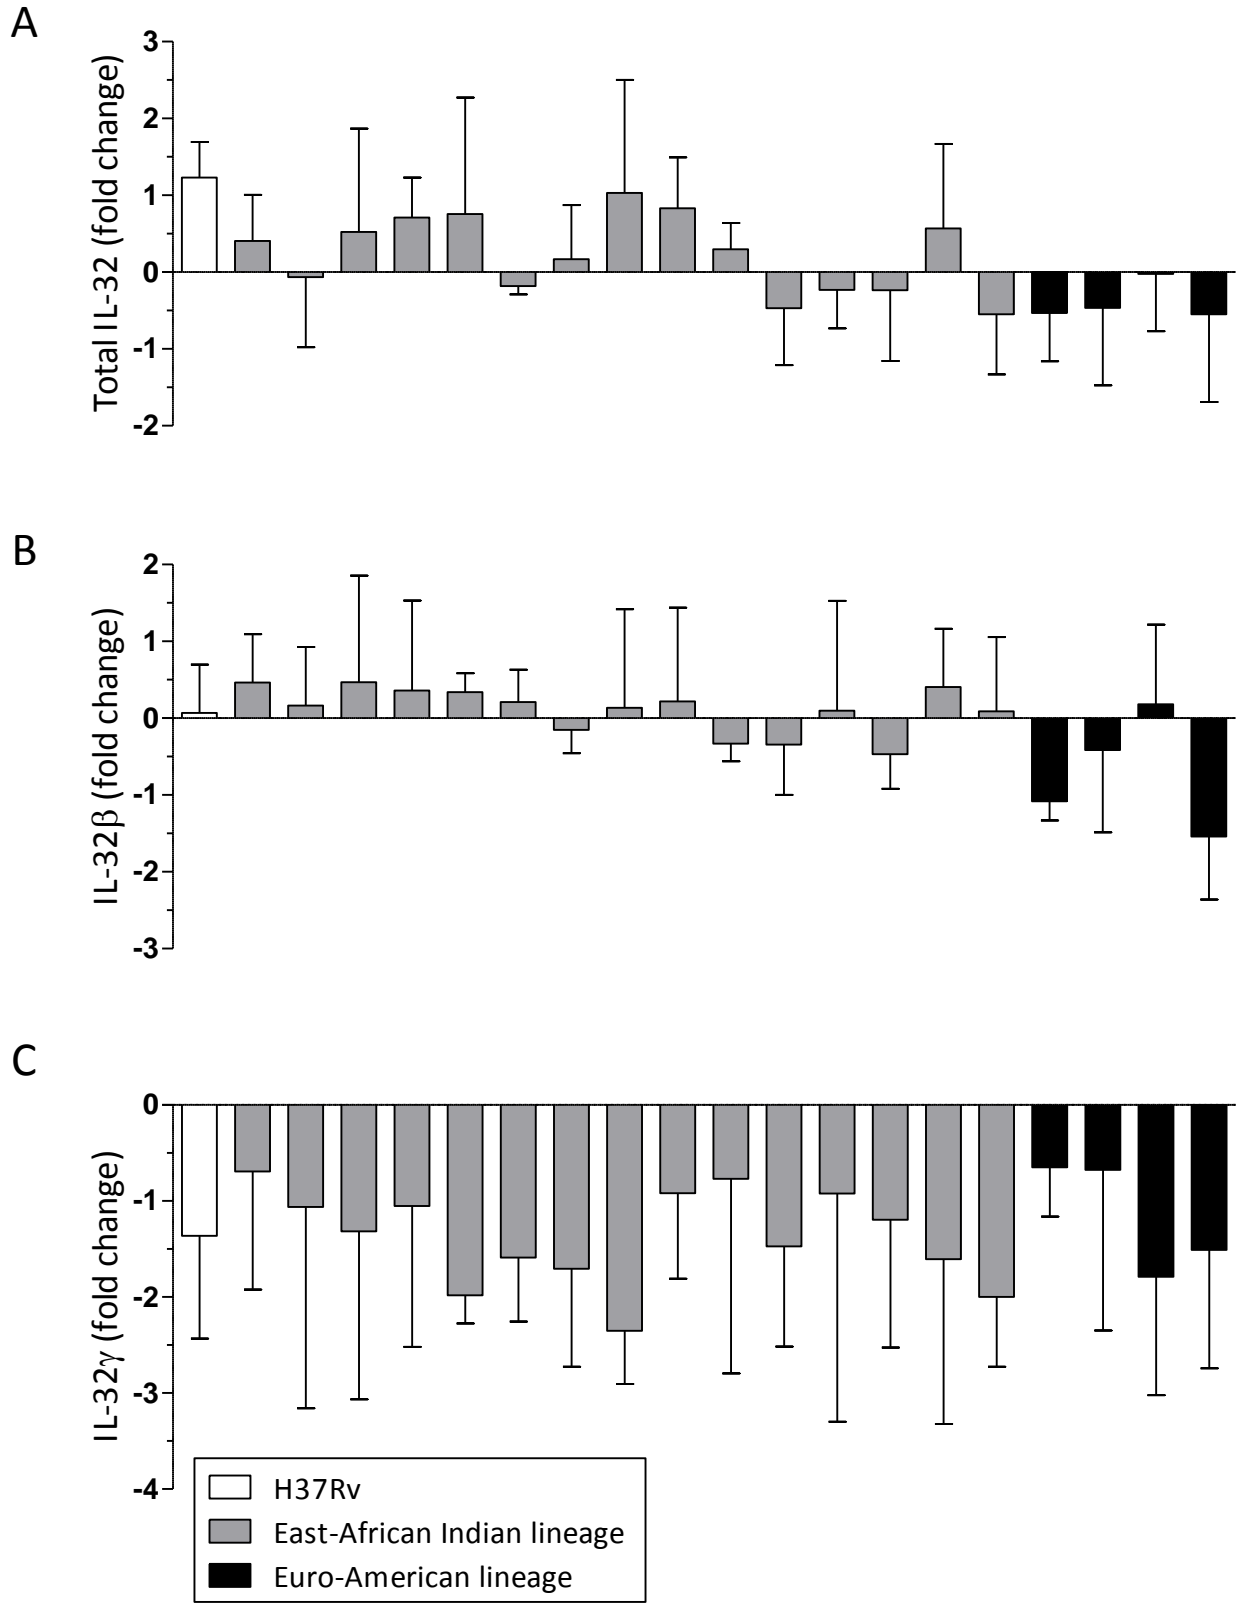 A
Total IL-32 (fold change)
3
2
1
0
-1
-2
B
IL-32β (fold change)
2
1
0
-1
-2
-3
C
IL-32γ (fold change)
0
-1
-2
-3
-4
H37Rv
East-African Indian lineage
Euro-American lineage